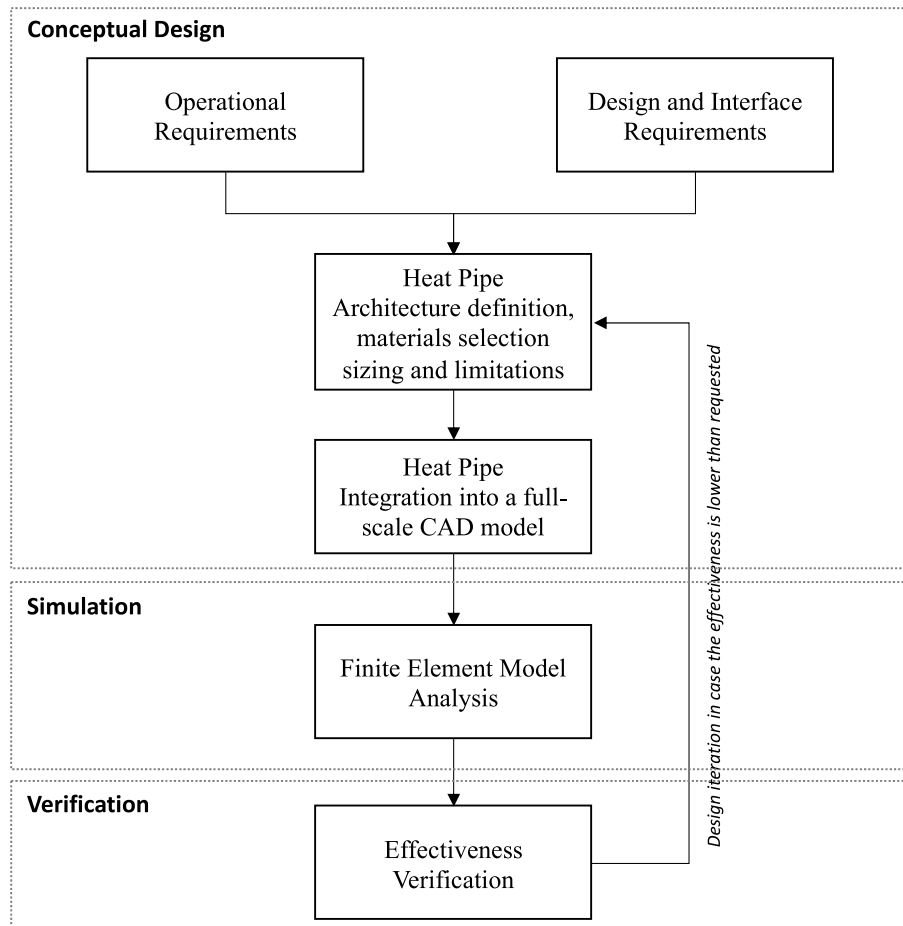 Conceptual Design
Operational
Requirements
Design and Interface
Requirements
Heat Pipe
Architecture definition,
materials selection
sizing and limitations
Heat Pipe
Integration into a full-
scale CAD model
Design iteration in case the effectiveness is lower than requested
Simulation
Finite Element Model
Analysis
Verification
Effectiveness
Verification